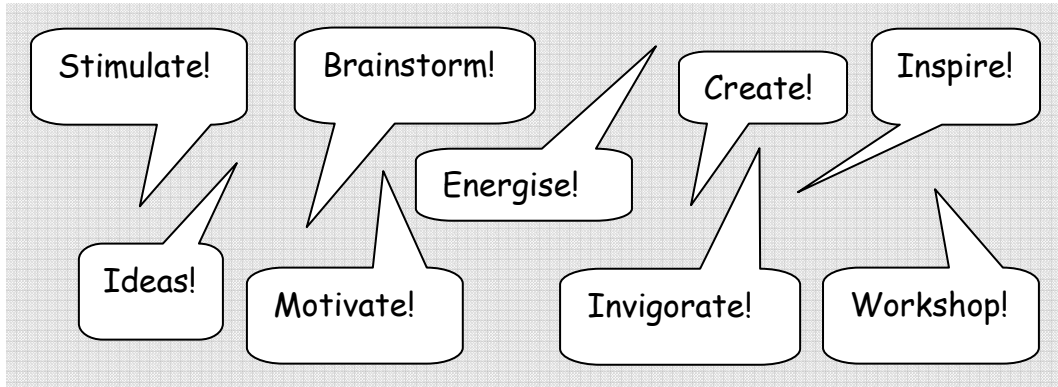 Stimulate!
Brainstorm!
Create!
Inspire!
Energise!
Ideas!
Motivate!
Invigorate!
Workshop!